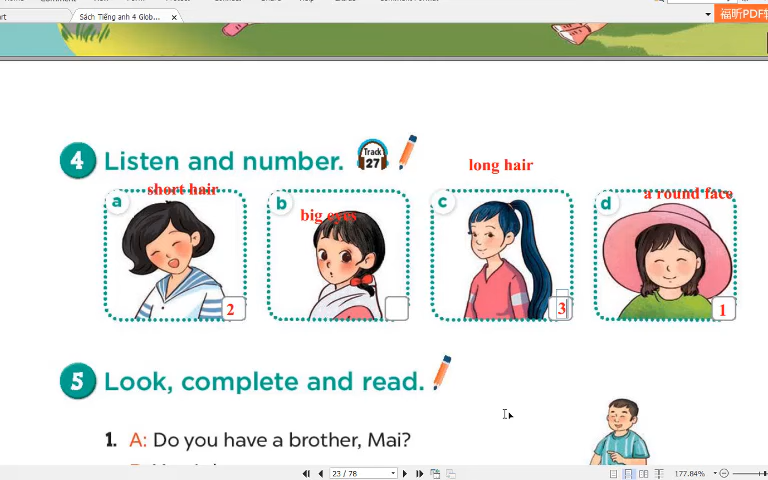 Sách Tiếng anh 4 Glob... ×
福昕PDF
4 Listen and number. Track 27
long hair
a short hair
b big eyes
c
d a round face
2
3
1
5 Look, complete and read.
1. A: Do you have a brother, Mai?
23 / 78
177.84%